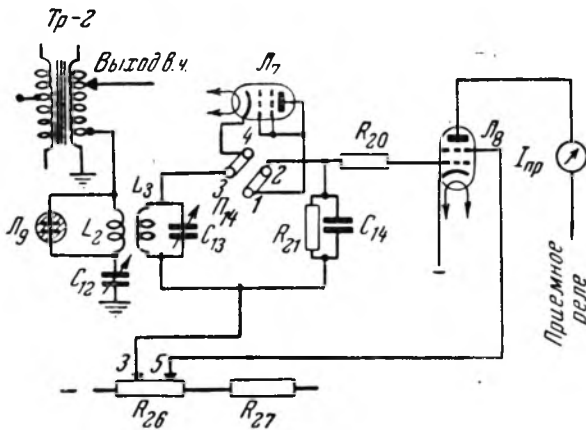 Тр-2
Выход в.ч.
Л7
4
3
2
1
П14
R20
Л8
Iпр
Приемное
реле
Л9
L2
L3
C13
C12
R21
C14
3
5
R26
R27